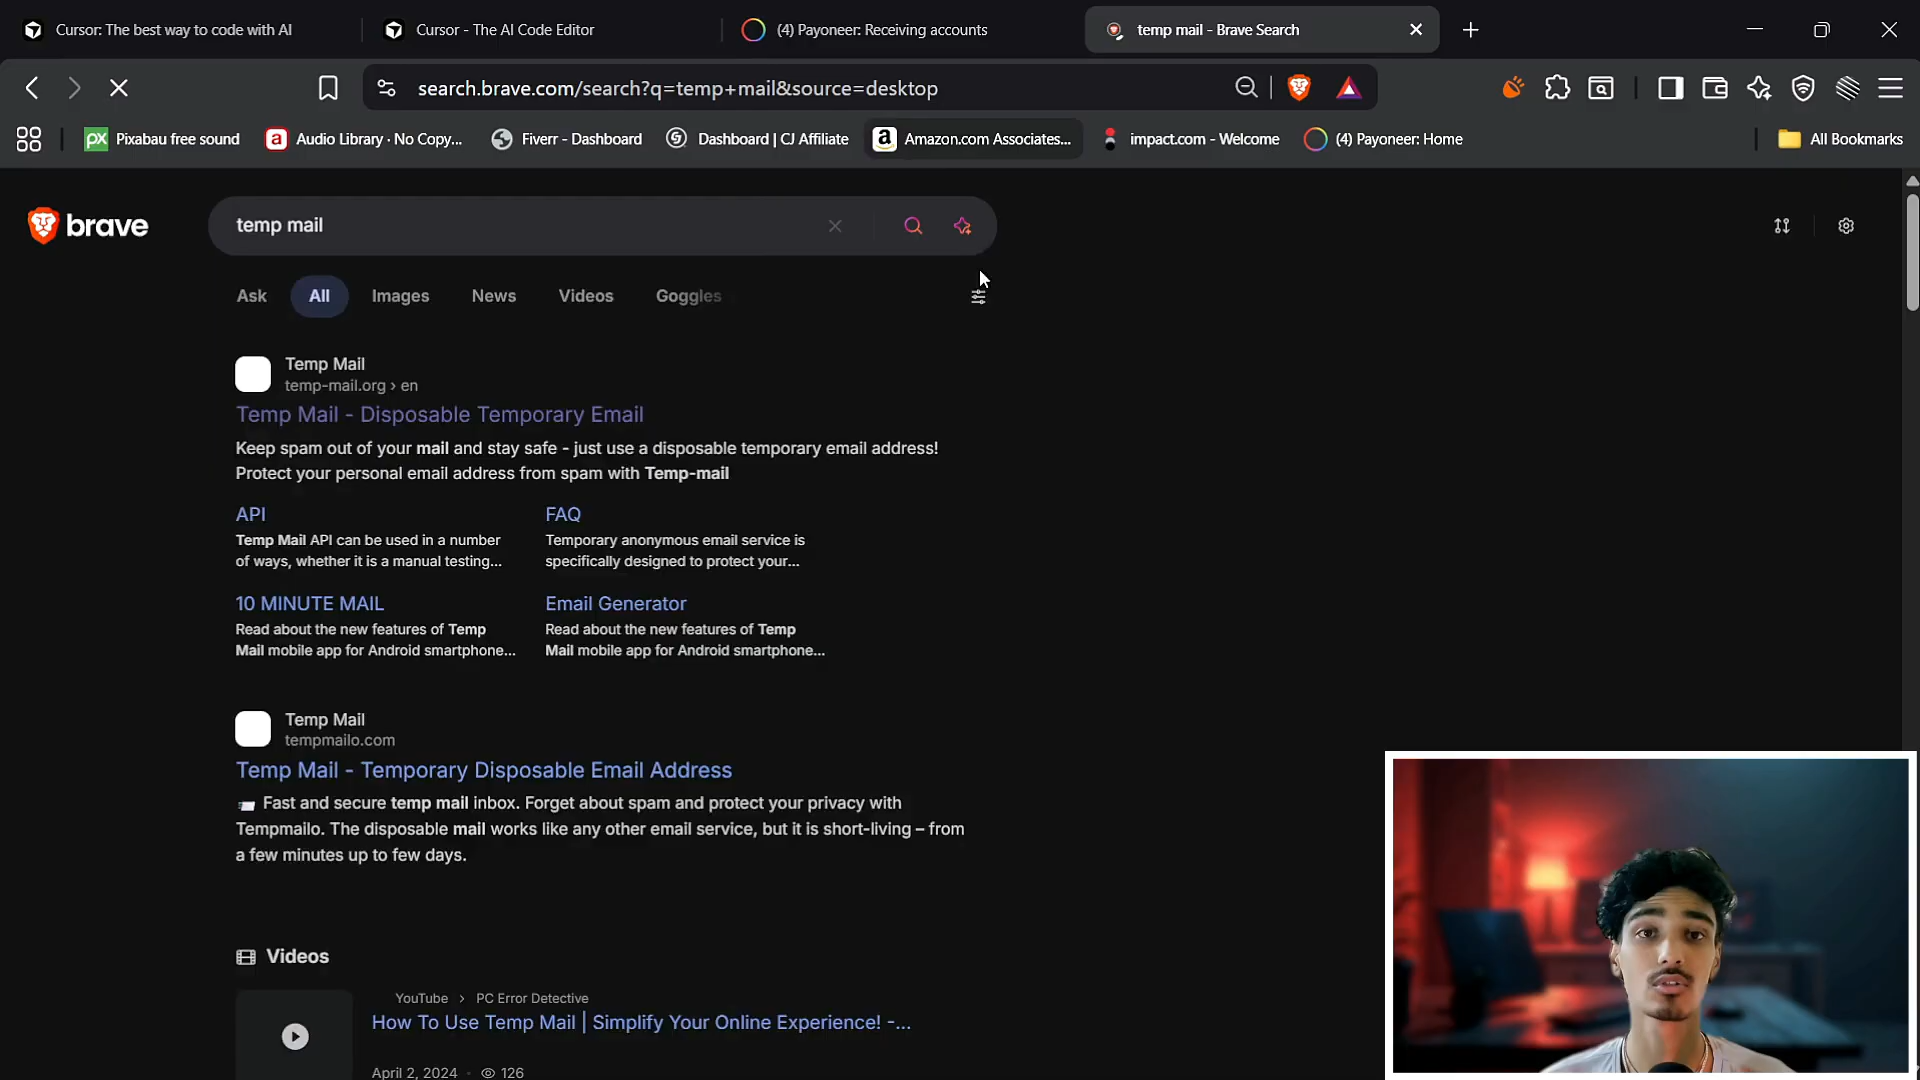 Cursor: The best way to code with AI
Cursor - The AI Code Editor
(4) Payoneer: Receiving accounts
temp mail - Brave Search
search.brave.com/search?q=temp+mail&source=desktop
px Pixabau free sound
a Audio Library · No Copy...
Fiverr - Dashboard
Dashboard | CJ Affiliate
a Amazon.com Associates...
impact.com - Welcome
(4) Payoneer: Home
All Bookmarks
brave
temp mail
Ask
All
Images
News
Videos
Goggles
Temp Mail
temp-mail.org › en
Temp Mail - Disposable Temporary Email
Keep spam out of your mail and stay safe - just use a disposable temporary email address!
Protect your personal email address from spam with Temp-mail
API
Temp Mail API can be used in a number
of ways, whether it is a manual testing...
FAQ
Temporary anonymous email service is
specifically designed to protect your...
10 MINUTE MAIL
Read about the new features of Temp
Mail mobile app for Android smartphone...
Email Generator
Read about the new features of Temp
Mail mobile app for Android smartphone...
Temp Mail
tempmailo.com
Temp Mail - Temporary Disposable Email Address
Fast and secure temp mail inbox. Forget about spam and protect your privacy with
Tempmailo. The disposable mail works like any other email service, but it is short-living – from
a few minutes up to few days.
Videos
YouTube › PC Error Detective
How To Use Temp Mail | Simplify Your Online Experience! -...
April 2, 2024 · 126